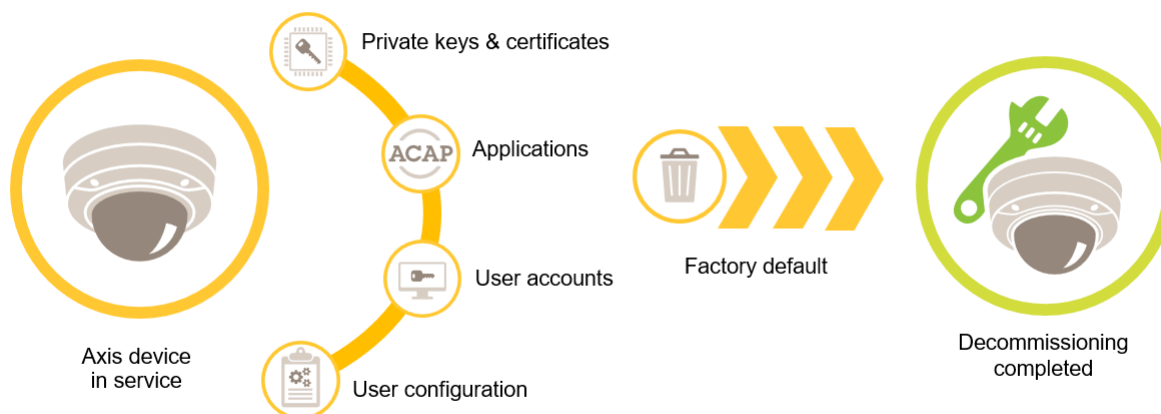 Axis device
in service
Private keys & certificates
ACAP
Applications
User accounts
User configuration
Factory default
Decommissioning
completed